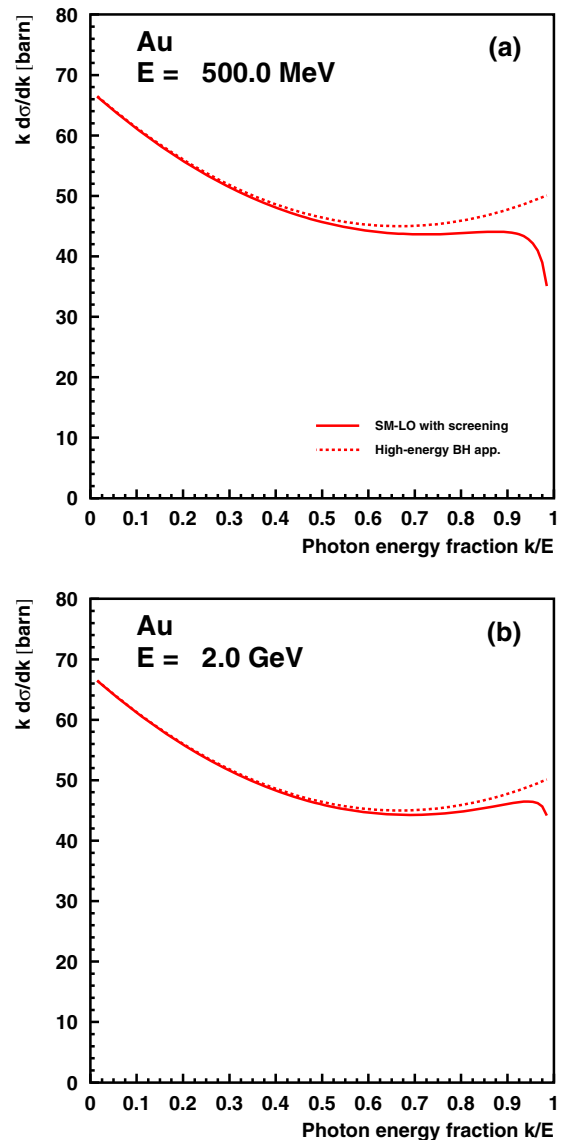 80
70
60
50
40
30
20
10
0
k dσ/dk [barn]
Au
E = 500.0 MeV
(a)
SM-LO with screening
High-energy BH app.
0 0.1 0.2 0.3 0.4 0.5 0.6 0.7 0.8 0.9 1
Photon energy fraction k/E
80
70
60
50
40
30
20
10
0
k dσ/dk [barn]
Au
E = 2.0 GeV
(b)
0 0.1 0.2 0.3 0.4 0.5 0.6 0.7 0.8 0.9 1
Photon energy fraction k/E